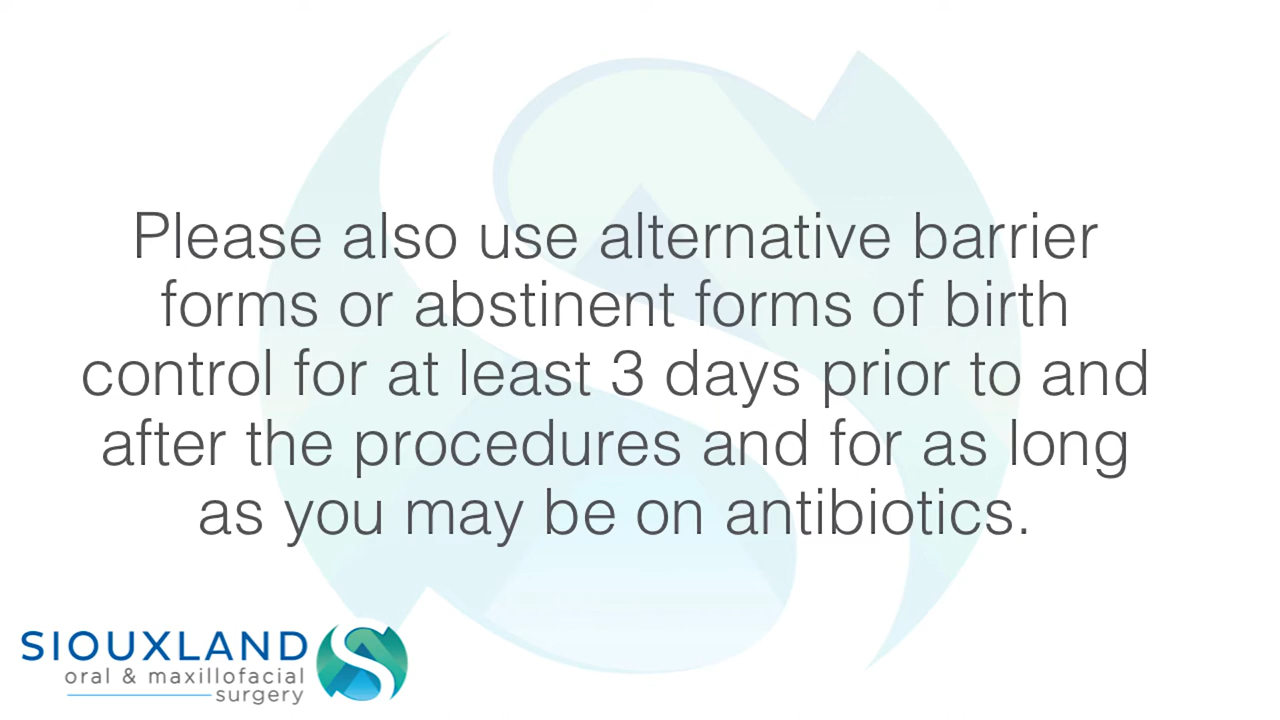 Please also use alternative barrier
forms or abstinent forms of birth
control for at least 3 days prior to and
after the procedures and for as long
as you may be on antibiotics.
SIOUXLAND
oral & maxillofacial
surgery